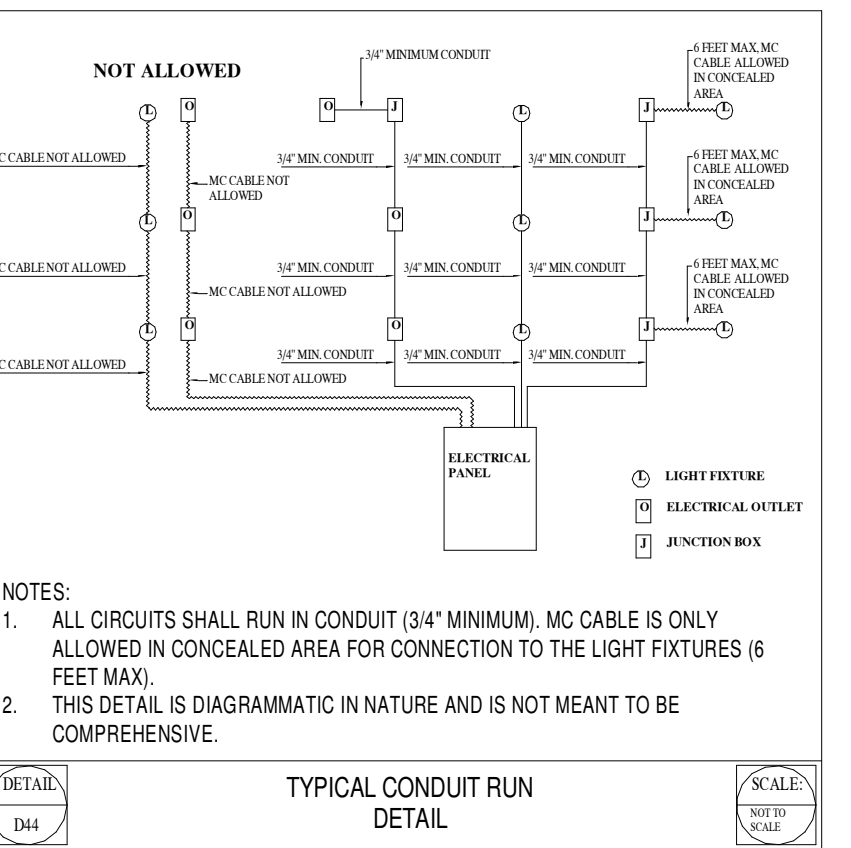 NOT ALLOWED
3/4" MINIMUM CONDUIT
6 FEET MAX, MC
CABLE ALLOWED
IN CONCEALED
AREA
L
O
O
J
L
J
L
C CABLE NOT ALLOWED
MC CABLE NOT
ALLOWED
3/4" MIN. CONDUIT
3/4" MIN. CONDUIT
3/4" MIN. CONDUIT
6 FEET MAX, MC
CABLE ALLOWED
IN CONCEALED
AREA
L
O
O
L
J
L
C CABLE NOT ALLOWED
MC CABLE NOT ALLOWED
3/4" MIN. CONDUIT
3/4" MIN. CONDUIT
3/4" MIN. CONDUIT
6 FEET MAX, MC
CABLE ALLOWED
IN CONCEALED
AREA
L
O
O
L
J
L
C CABLE NOT ALLOWED
MC CABLE NOT ALLOWED
3/4" MIN. CONDUIT
3/4" MIN. CONDUIT
3/4" MIN. CONDUIT
ELECTRICAL
PANEL
L LIGHT FIXTURE
O ELECTRICAL OUTLET
J JUNCTION BOX
NOTES:
1. ALL CIRCUITS SHALL RUN IN CONDUIT (3/4" MINIMUM). MC CABLE IS ONLY
ALLOWED IN CONCEALED AREA FOR CONNECTION TO THE LIGHT FIXTURES (6
FEET MAX).
2. THIS DETAIL IS DIAGRAMMATIC IN NATURE AND IS NOT MEANT TO BE
COMPREHENSIVE.
DETAIL
D44
TYPICAL CONDUIT RUN
DETAIL
SCALE:
NOT TO
SCALE